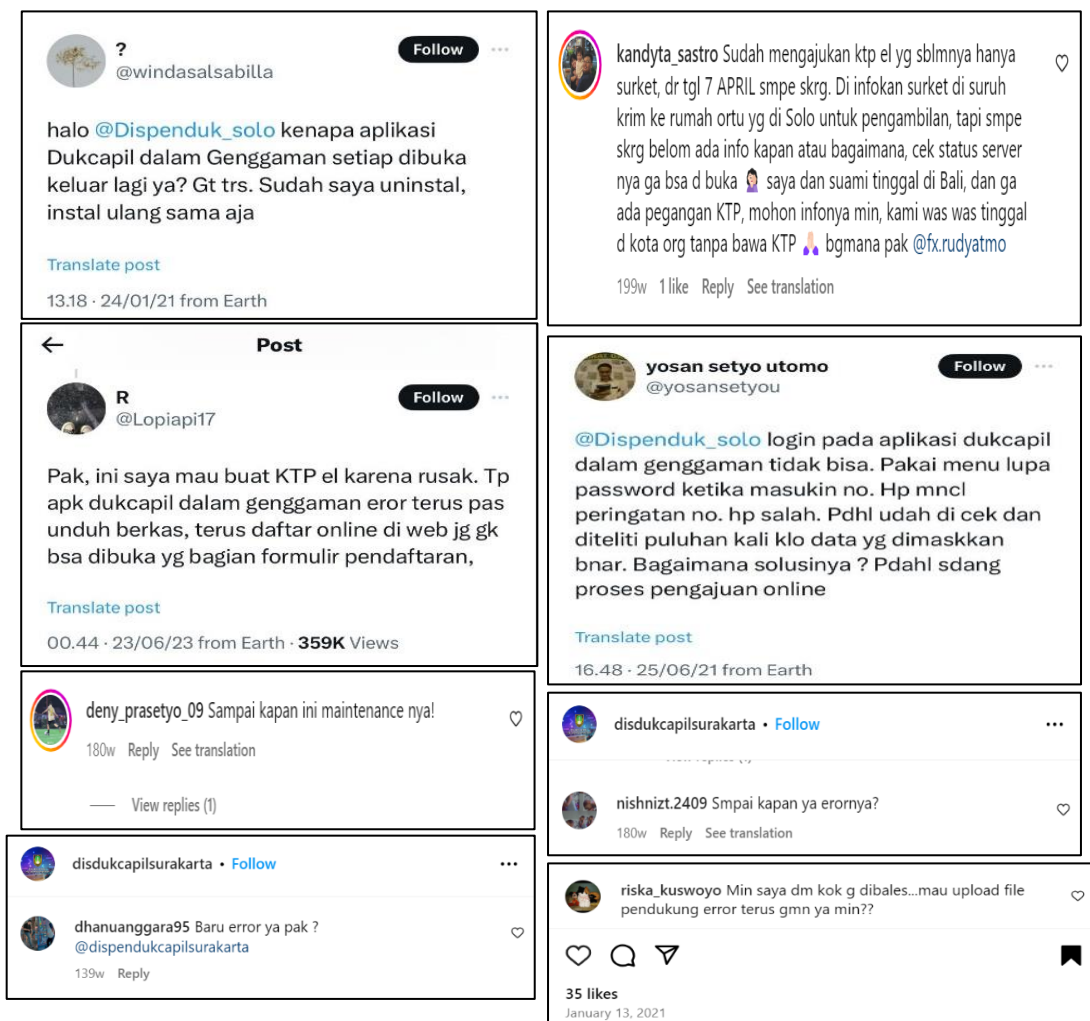 ?
Follow
@windasalsabilla
halo @Dispenduk_solo kenapa aplikasi
Dukcapil dalam Genggaman setiap dibuka
keluar lagi ya? Gt trs. Sudah saya uninstal,
instal ulang sama aja
Translate post
13.18 · 24/01/21 from Earth
Post
R
Follow
@Lopiapi17
Pak, ini saya mau buat KTP el karena rusak. Tp
apk dukcapil dalam genggaman eror terus pas
unduh berkas, terus daftar online di web jg gk
bsa dibuka yg bagian formulir pendaftaran,
Translate post
00.44 · 23/06/23 from Earth · 359K Views
deny_prasetyo_09 Sampai kapan ini maintenance nya!
180w Reply See translation
View replies (1)
disdukcapilsurakarta • Follow
dhanuanggara95 Baru error ya pak ?
@dispendukcapilsurakarta
139w Reply
kandyta_sastro Sudah mengajukan ktp el yg sblmnya hanya
surket, dr tgl 7 APRIL smpe skrg. Di infokan surket di suruh
krim ke rumah ortu yg di Solo untuk pengambilan, tapi smpe
skrg belom ada info kapan atau bagaimana, cek status server
nya ga bsa d buka 🤦🏻‍♀️ saya dan suami tinggal di Bali, dan ga
ada pegangan KTP, mohon infonya min, kami was was tinggal
d kota org tanpa bawa KTP 🙏🏻 bgmana pak @fx.rudyatmo
199w 1 like Reply See translation
yosan setyo utomo
Follow
@yosansetyou
@Dispenduk_solo login pada aplikasi dukcapil
dalam genggaman tidak bisa. Pakai menu lupa
password ketika masukin no. Hp mncl
peringatan no. hp salah. Pdhl udah di cek dan
diteliti puluhan kali klo data yg dimaskkan
bnar. Bagaimana solusinya ? Pdahl sdang
proses pengajuan online
Translate post
16.48 · 25/06/21 from Earth
disdukcapilsurakarta • Follow
nishnizt.2409 Smpai kapan ya erornya?
180w Reply See translation
riska_kuswoyo Min saya dm kok g dibales...mau upload file
pendukung error terus gmn ya min??
35 likes
January 13, 2021